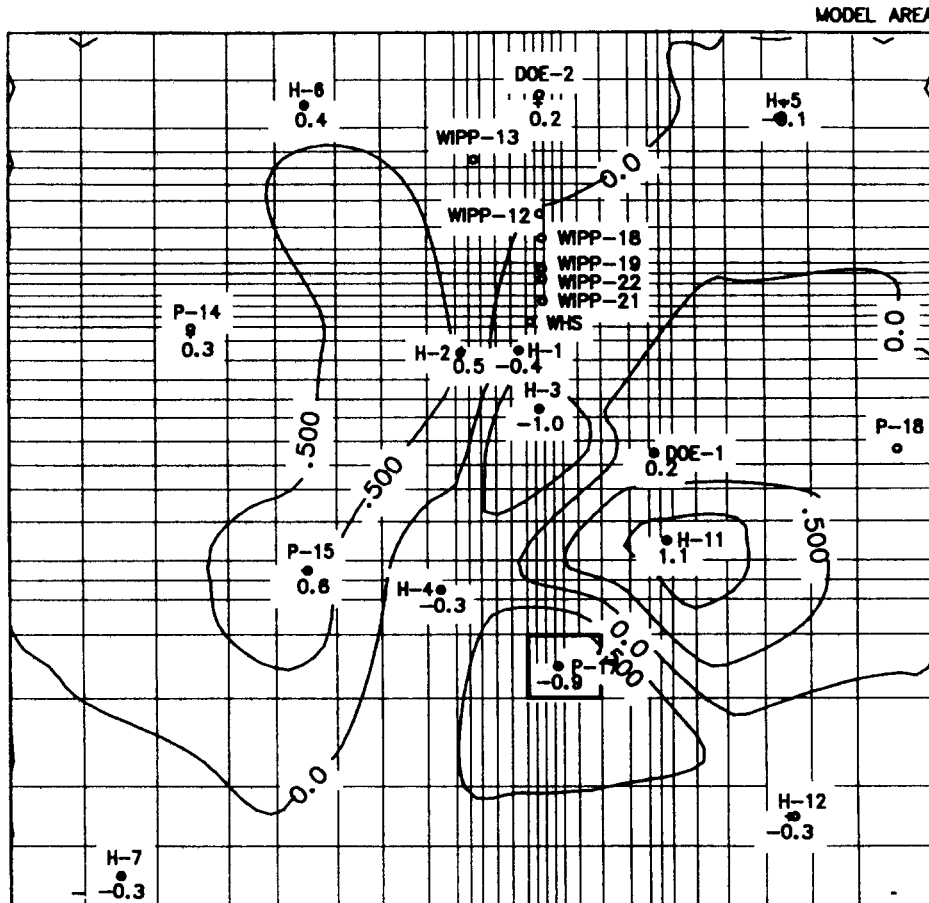 MODEL AREA
DOE-2
0.2
H-6
0.4
H-5
-0.1
WIPP-13
0.0
WIPP-12
WIPP-18
WIPP-19
WIPP-22
WIPP-21
WHS
P-14
0.3
0.0
H-2
0.5
H-1
-0.4
H-3
-1.0
P-18
DOE-1
0.2
.500
.500
H-11
1.1
.500
P-15
0.6
H-4
-0.3
0.0
.500
P-17
-0.9
0.0
H-12
-0.3
H-7
-0.3